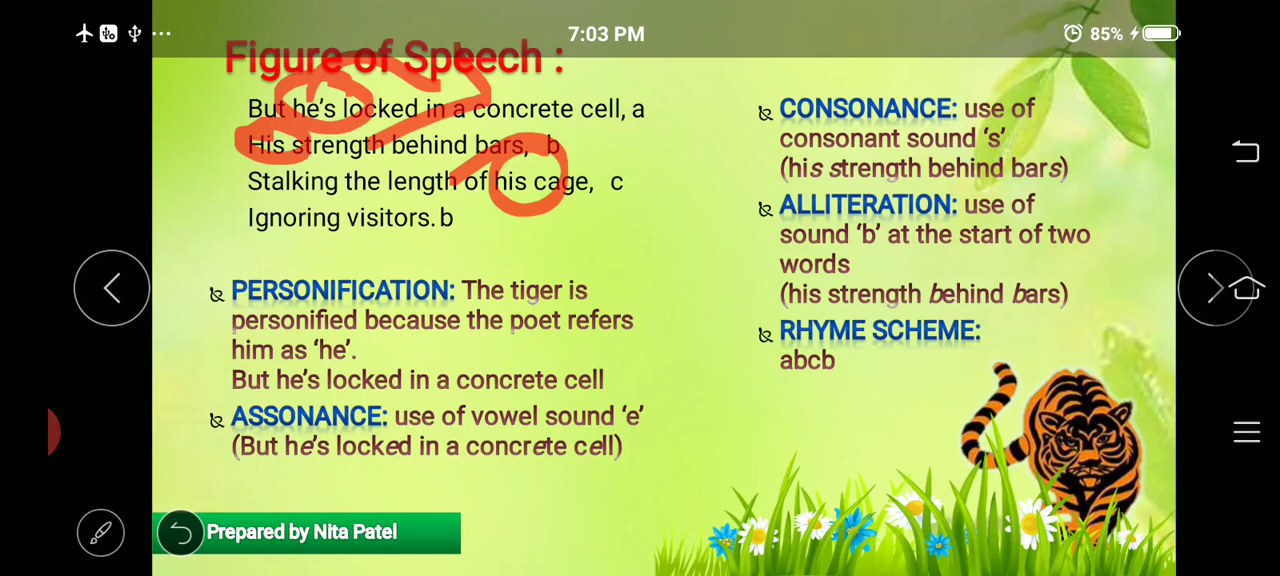 7:03 PM
85%
Figure of Speech :
But he's locked in a concrete cell, a
His strength behind bars, b
Stalking the length of his cage, c
Ignoring visitors. b
PERSONIFICATION: The tiger is
personified because the poet refers
him as 'he'.
But he's locked in a concrete cell
ASSONANCE: use of vowel sound 'e'
(But he's locked in a concrete cell)
CONSONANCE: use of
consonant sound 's'
(his strength behind bars)
ALLITERATION: use of
sound 'b' at the start of two
words
(his strength behind bars)
RHYME SCHEME:
abcb
Prepared by Nita Patel